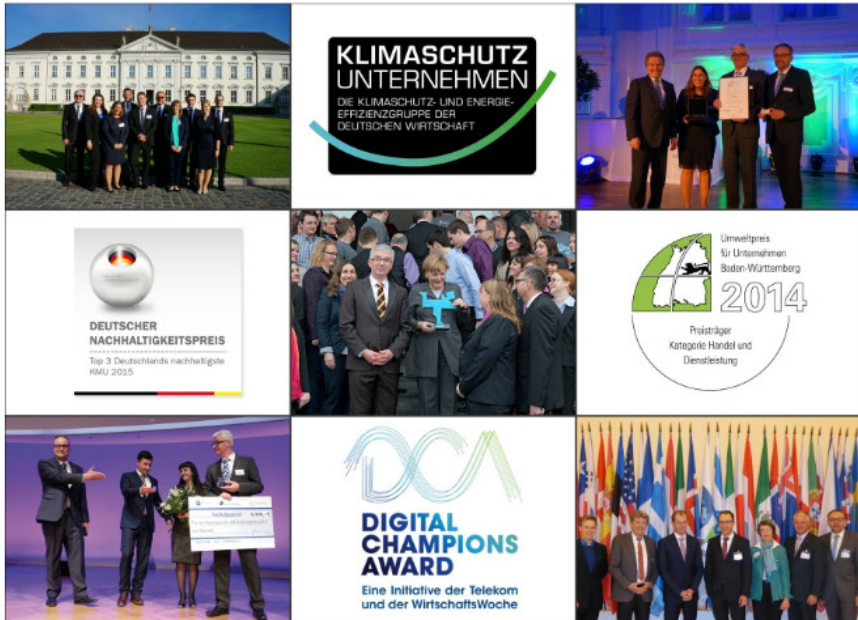 KLIMASCHUTZ
UNTERNEHMEN
DIE KLIMASCHUTZ- UND ENERGIE-
EFFIZIENZGRUPPE DER
DEUTSCHEN WIRTSCHAFT
DEUTSCHER
NACHHALTIGKEITSPREIS
Top 3 Deutschlands nachhaltigste
KMU 2015
Umweltpreis
für Unternehmen
Baden-Württemberg
2014
Preisträger
Kategorie Handel und
Dienstleistung
DCA
DIGITAL
CHAMPIONS
AWARD
Eine Initiative der Telekom
und der WirtschaftsWoche